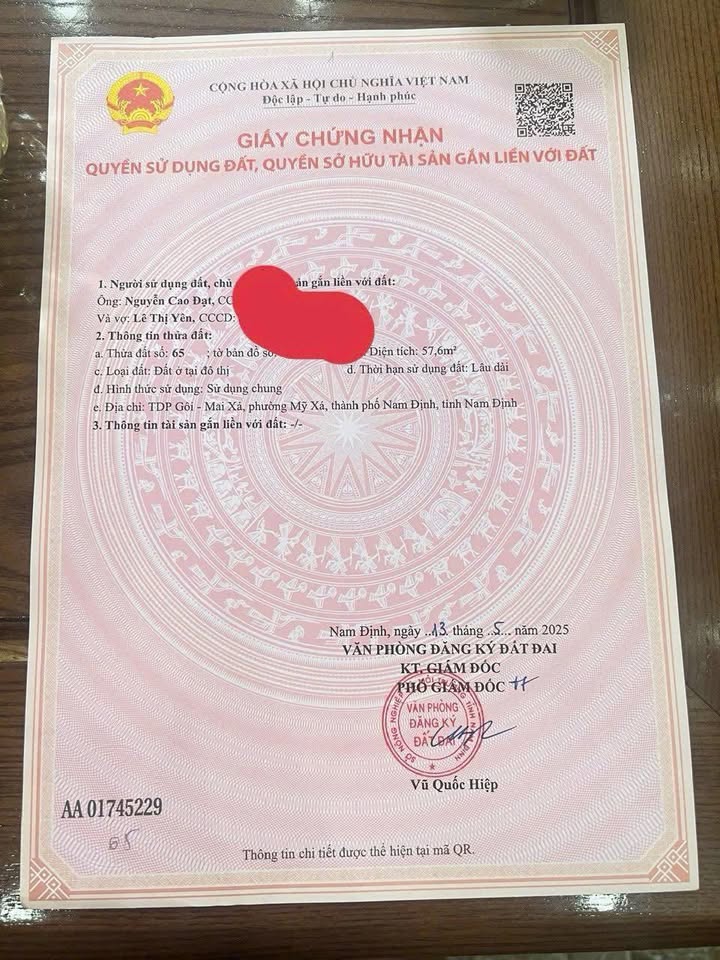 CỘNG HÒA XÃ HỘI CHỦ NGHĨA VIỆT NAM
Độc lập - Tự do - Hạnh phúc
GIẤY CHỨNG NHẬN
QUYỀN SỬ DỤNG ĐẤT, QUYỀN SỞ HỮU TÀI SẢN GẮN LIỀN VỚI ĐẤT
1. Người sử dụng đất, chủ ản gắn liền với đất:
Ông: Nguyễn Cao Đạt, CC
Và vợ: Lê Thị Yên, CCCD:
2. Thông tin thửa đất:
a. Thửa đất số: 65 ; tờ bản đồ số: Diện tích: 57,6m²
c. Loại đất: Đất ở tại đô thị d. Thời hạn sử dụng đất: Lâu dài
đ. Hình thức sử dụng: Sử dụng chung
e. Địa chỉ: TDP Gôi - Mai Xá, phường Mỹ Xá, thành phố Nam Định, tỉnh Nam Định
3. Thông tin tài sản gắn liền với đất: -/-
Nam Định, ngày ..13. tháng ..5... năm 2025
VĂN PHÒNG ĐĂNG KÝ ĐẤT ĐAI
KT. GIÁM ĐỐC
PHÓ GIÁM ĐỐC
VĂN PHÒNG
ĐĂNG KÝ
ĐẤT ĐAI
Vũ Quốc Hiệp
AA 01745229
65
Thông tin chi tiết được thể hiện tại mã QR.